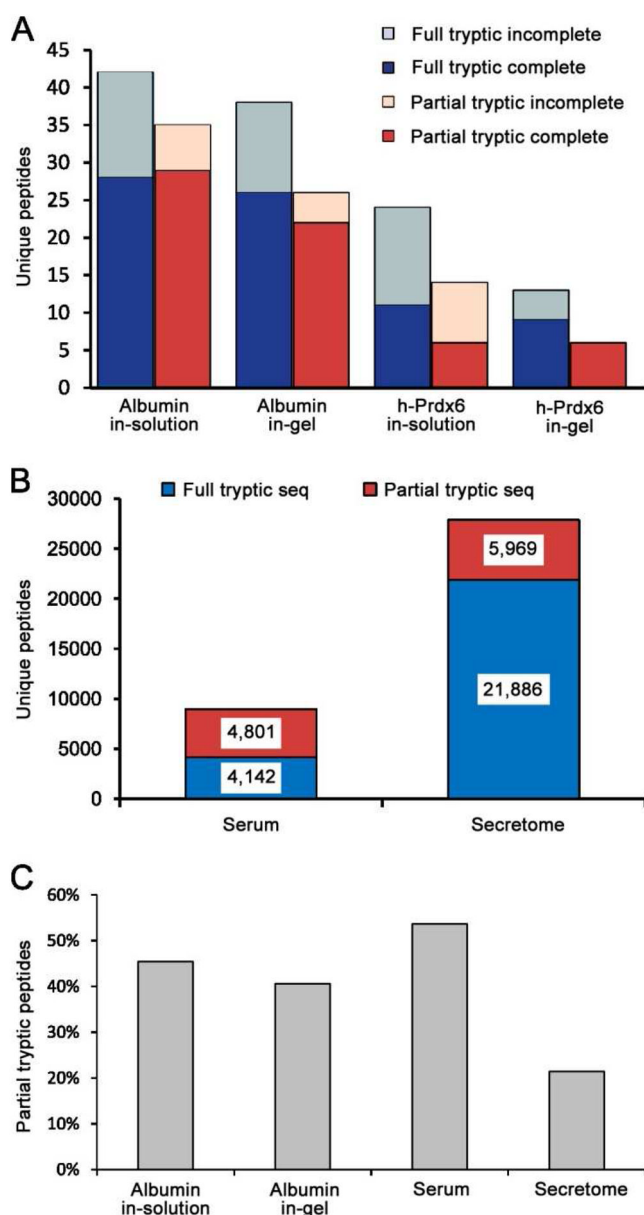 A
Full tryptic incomplete
Full tryptic complete
Partial tryptic incomplete
Partial tryptic complete
Unique peptides
45
40
35
30
25
20
15
10
5
0
Albumin in-solution
Albumin in-gel
h-Prdx6 in-solution
h-Prdx6 in-gel
B
Full tryptic seq
Partial tryptic seq
Unique peptides
30000
25000
20000
15000
10000
5000
0
4,801
4,142
5,969
21,886
Serum
Secretome
C
Partial tryptic peptides
60%
50%
40%
30%
20%
10%
0%
Albumin in-solution
Albumin in-gel
Serum
Secretome